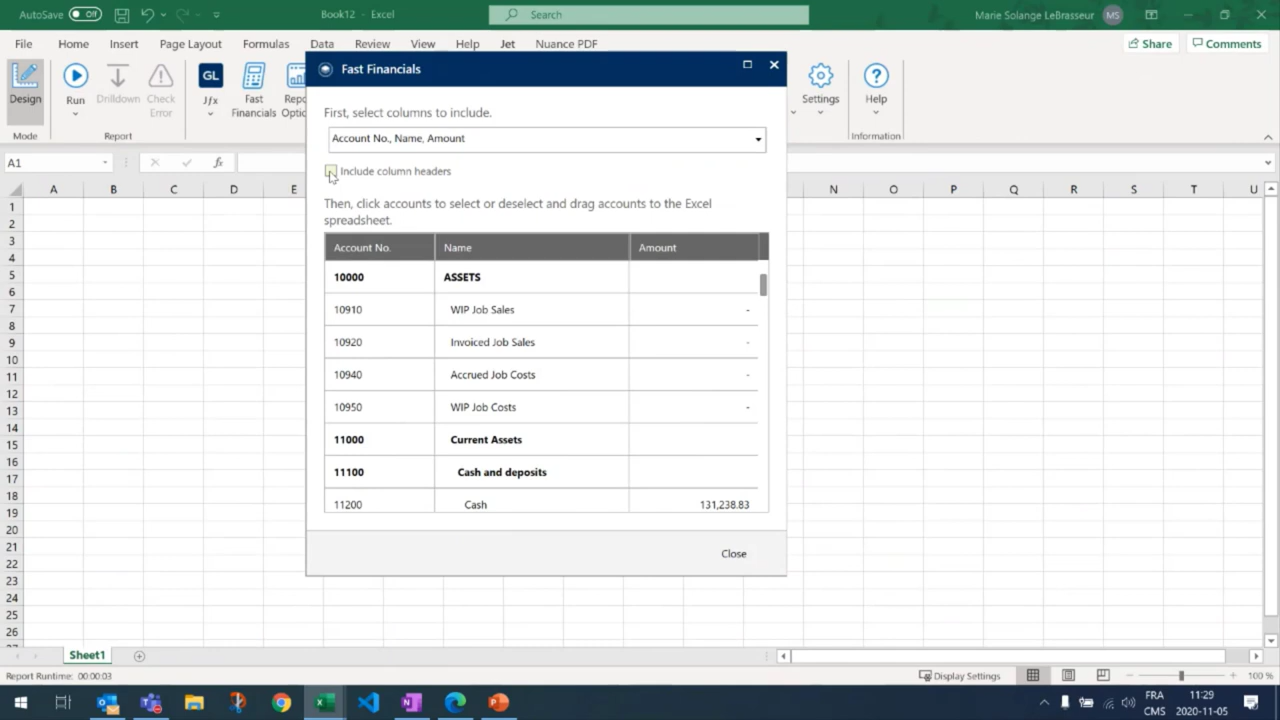 AutoSave Off Book12 - Excel Search Marie Solange LeBrasseur MS
File Home Insert Page Layout Formulas Data Review View Help Jet Nuance PDF Share Comments
Design Run Drilldown Check Error GL Jfx Fast Financials Settings Help
Mode Report Information
A1 fx
Fast Financials
First, select columns to include.
Account No., Name, Amount
Include column headers
Then, click accounts to select or deselect and drag accounts to the Excel
spreadsheet.
Account No. Name Amount
10000 ASSETS
10910 WIP Job Sales -
10920 Invoiced Job Sales -
10940 Accrued Job Costs -
10950 WIP Job Costs -
11000 Current Assets
11100 Cash and deposits
11200 Cash 131,238.83
Close
A B C D E N O P Q R S T U
1
2
3
4
5
6
7
8
9
10
11
12
13
14
15
16
17
18
19
20
21
22
23
24
25
26
Sheet1
Report Runtime: 00:00:03 Display Settings 100 %
FRA 11:29
CMS 2020-11-05